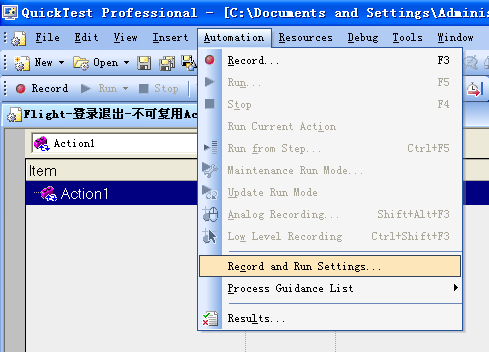 QuickTest Professional - [C:\Documents and Settings\Adminis
File Edit View Insert Automation Resources Debug Tools Window
New Open
Record Run Stop
Flight-登录退出-不可复用Ac
Action1
Item
Action1
Record... F3
Run... F5
Stop F4
Run Current Action
Run from Step... Ctrl+F5
Maintenance Run Mode...
Update Run Mode
Analog Recording... Shift+Alt+F3
Low Level Recording Ctrl+Shift+F3
Record and Run Settings...
Process Guidance List
Results...